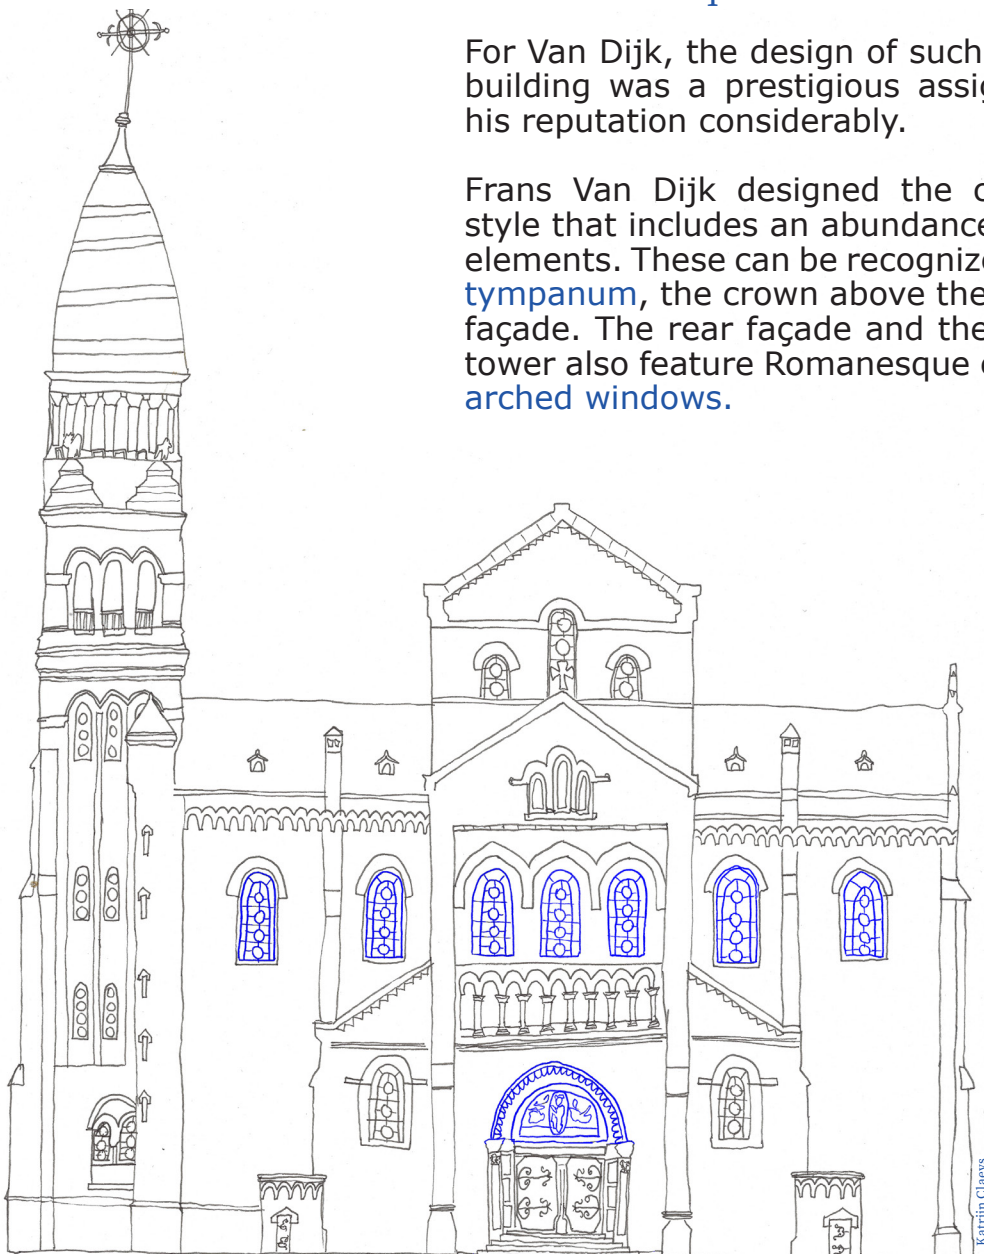 For Van Dijk, the design of such
building was a prestigious assig
his reputation considerably.
Frans Van Dijk designed the
style that includes an abundance
elements. These can be recognize
tympanum, the crown above the
façade. The rear façade and the
tower also feature Romanesque
arched windows.
Katrijn Claeys